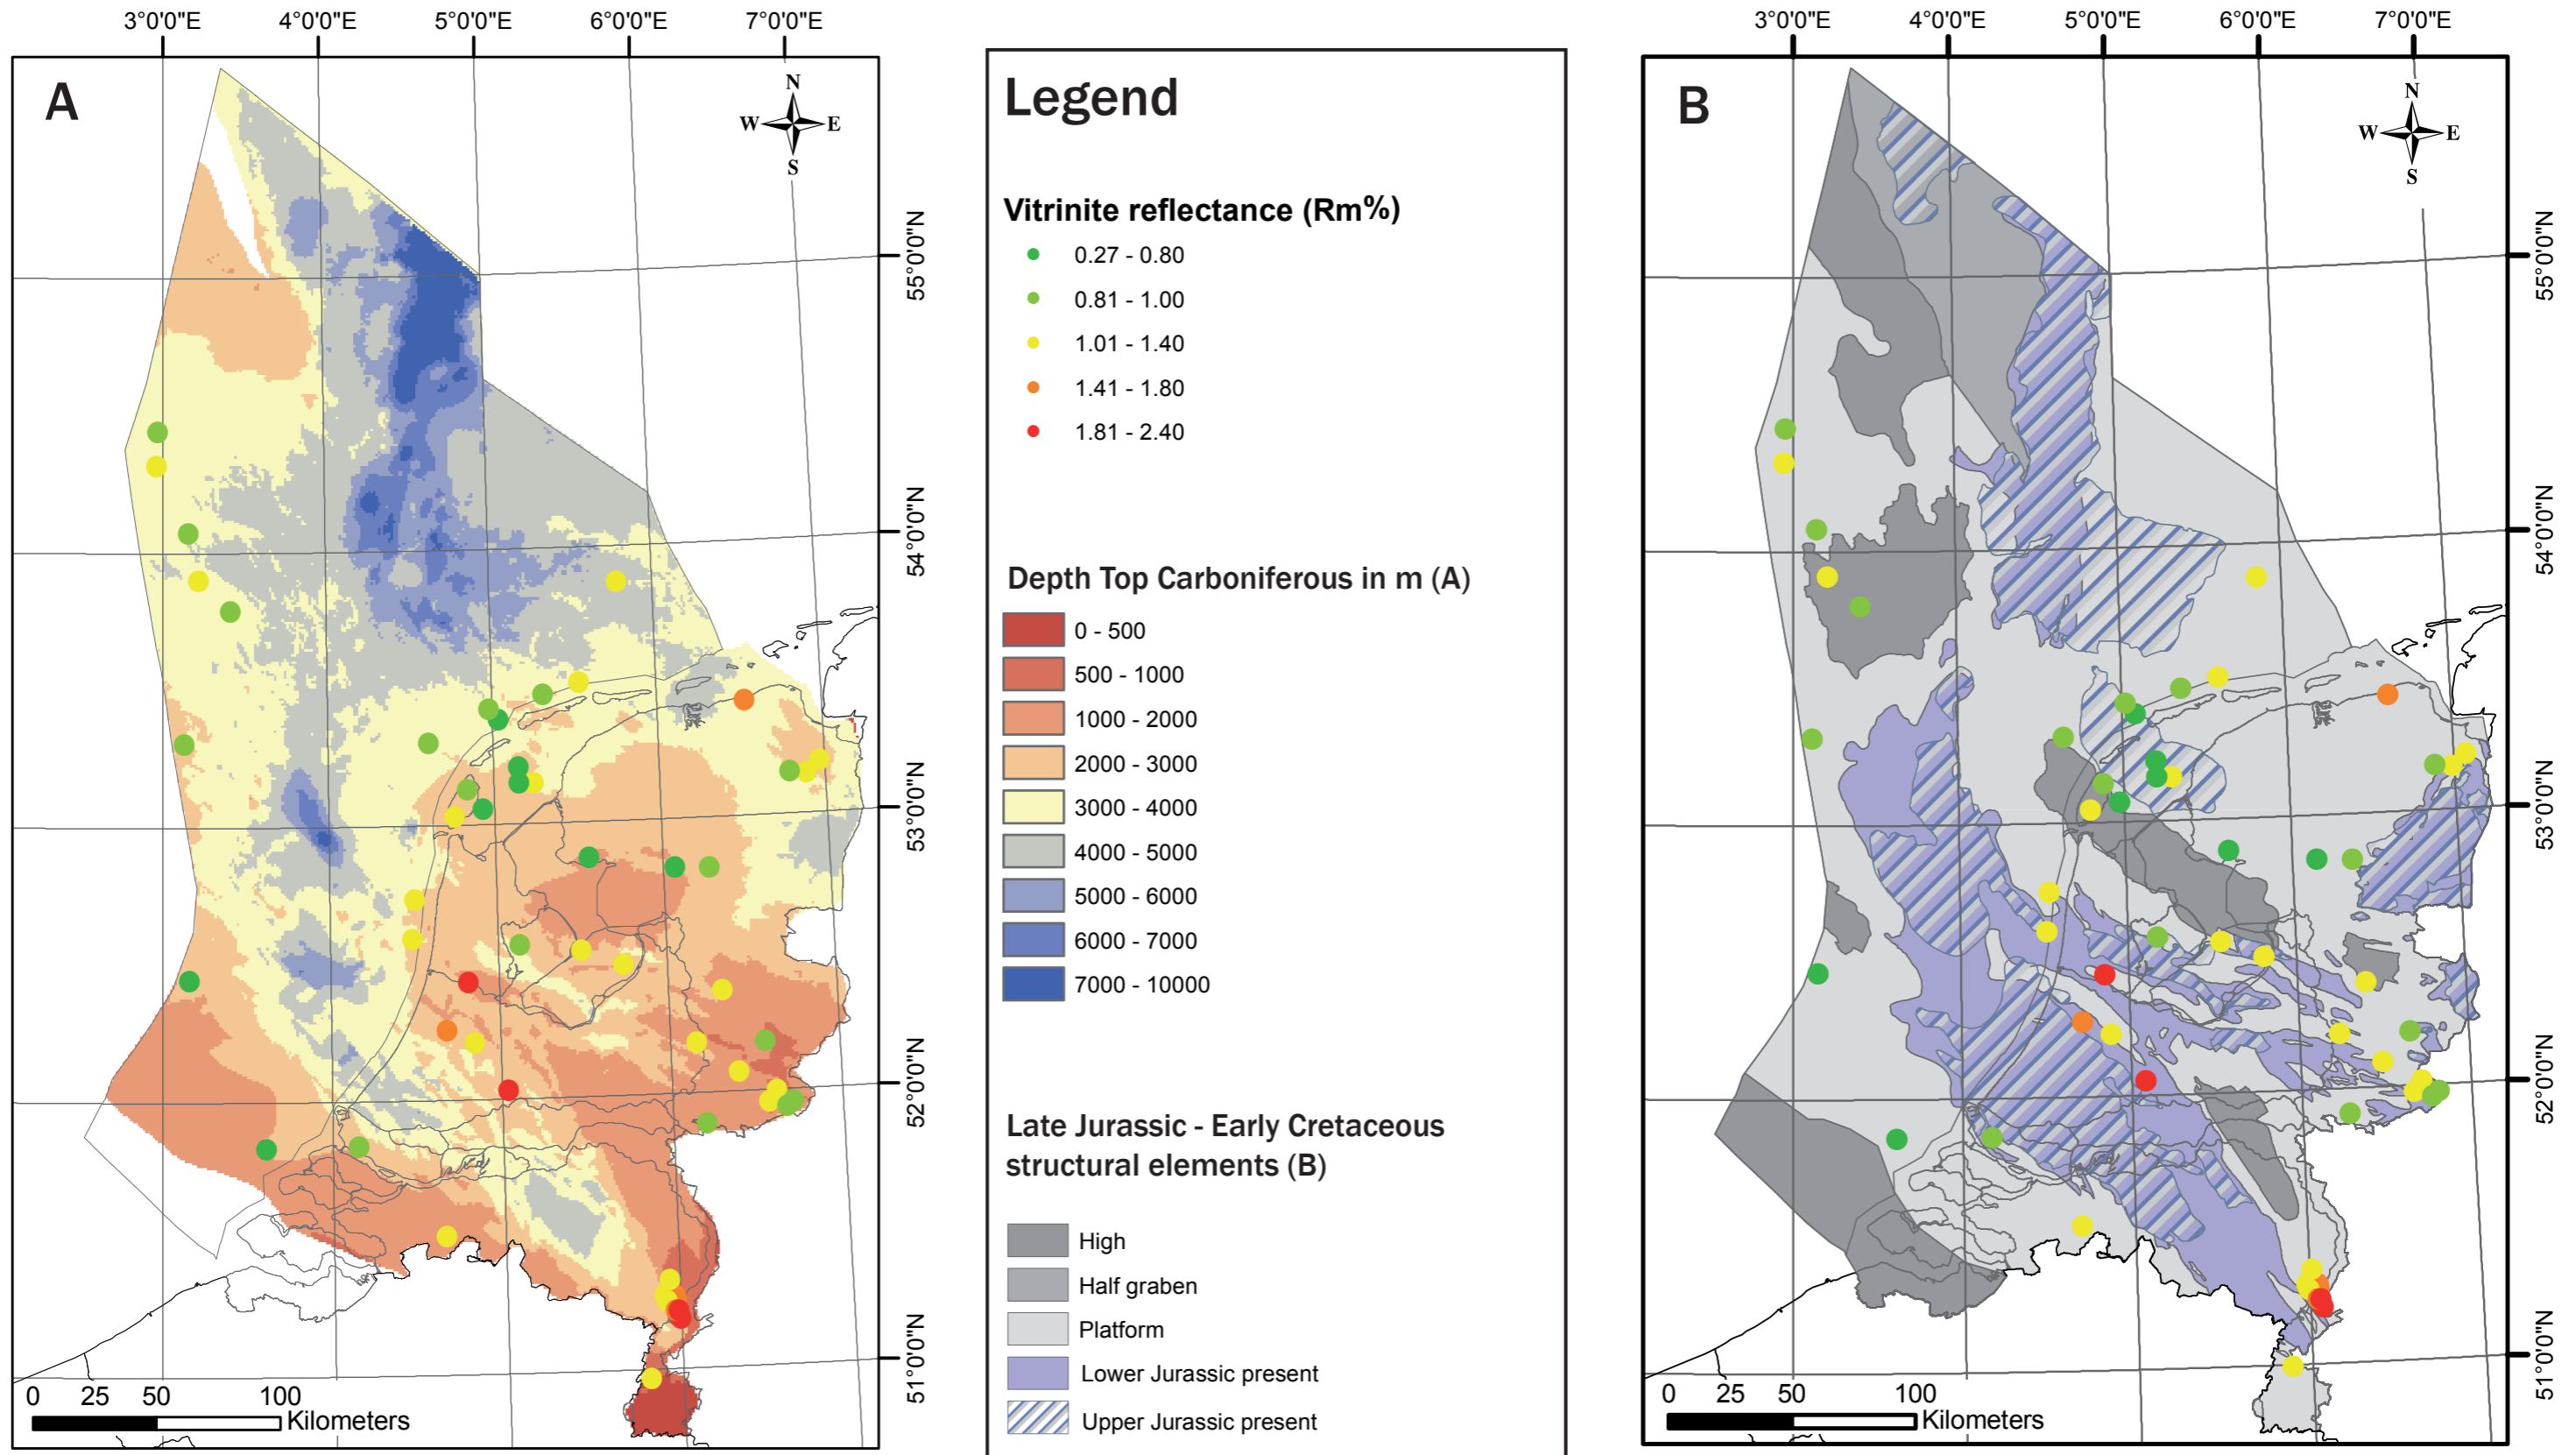 3°0'0"E 4°0'0"E 5°0'0"E 6°0'0"E 7°0'0"E
A
N
W E
S
55°0'0"N
54°0'0"N
53°0'0"N
52°0'0"N
51°0'0"N
0 25 50 100
Kilometers
Legend
Vitrinite reflectance (Rm%)
0.27 - 0.80
0.81 - 1.00
1.01 - 1.40
1.41 - 1.80
1.81 - 2.40
Depth Top Carboniferous in m (A)
0 - 500
500 - 1000
1000 - 2000
2000 - 3000
3000 - 4000
4000 - 5000
5000 - 6000
6000 - 7000
7000 - 10000
Late Jurassic - Early Cretaceous
structural elements (B)
High
Half graben
Platform
Lower Jurassic present
Upper Jurassic present
3°0'0"E 4°0'0"E 5°0'0"E 6°0'0"E 7°0'0"E
B
N
W E
S
55°0'0"N
54°0'0"N
53°0'0"N
52°0'0"N
51°0'0"N
0 25 50 100
Kilometers